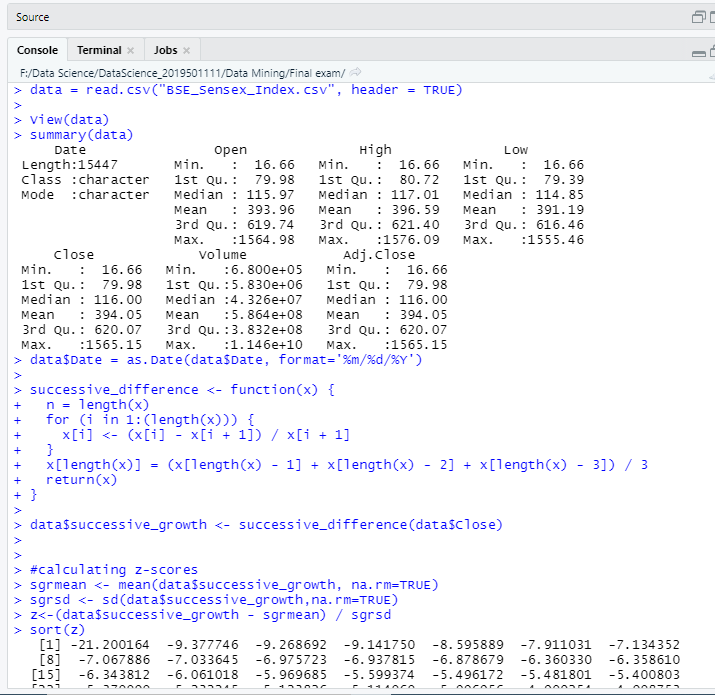 Source
Console Terminal × Jobs ×
F:/Data Science/DataScience_2019501111/Data Mining/Final exam/
> data = read.csv("BSE_Sensex_Index.csv", header = TRUE)
>
> View(data)
> summary(data)
Date Open High Low
Length:15447 Min. : 16.66 Min. : 16.66 Min. : 16.66
Class :character 1st Qu.: 79.98 1st Qu.: 80.72 1st Qu.: 79.39
Mode :character Median : 115.97 Median : 117.01 Median : 114.85
Mean : 393.96 Mean : 396.59 Mean : 391.19
3rd Qu.: 619.74 3rd Qu.: 621.40 3rd Qu.: 616.46
Max. :1564.98 Max. :1576.09 Max. :1555.46
Close Volume Adj.Close
Min. : 16.66 Min. :6.800e+05 Min. : 16.66
1st Qu.: 79.98 1st Qu.:5.830e+06 1st Qu.: 79.98
Median : 116.00 Median :4.326e+07 Median : 116.00
Mean : 394.05 Mean :5.864e+08 Mean : 394.05
3rd Qu.: 620.07 3rd Qu.:3.832e+08 3rd Qu.: 620.07
Max. :1565.15 Max. :1.146e+10 Max. :1565.15
> data$Date = as.Date(data$Date, format='%m/%d/%Y')
>
> successive_difference <- function(x) {
+ n = length(x)
+ for (i in 1:(length(x))) {
+ x[i] <- (x[i] - x[i + 1]) / x[i + 1]
+ }
+ x[length(x)] = (x[length(x) - 1] + x[length(x) - 2] + x[length(x) - 3]) / 3
+ return(x)
+ }
>
> data$successive_growth <- successive_difference(data$Close)
>
>
> #calculating z-scores
> sgrmean <- mean(data$successive_growth, na.rm=TRUE)
> sgrsd <- sd(data$successive_growth,na.rm=TRUE)
> z<-(data$successive_growth - sgrmean) / sgrsd
> sort(z)
[1] -21.200164 -9.377746 -9.268692 -9.141750 -8.595889 -7.911031 -7.134352
[8] -7.067886 -7.033645 -6.975723 -6.937815 -6.878679 -6.360330 -6.358610
[15] -6.343812 -6.061018 -5.969685 -5.599374 -5.496172 -5.481801 -5.400803